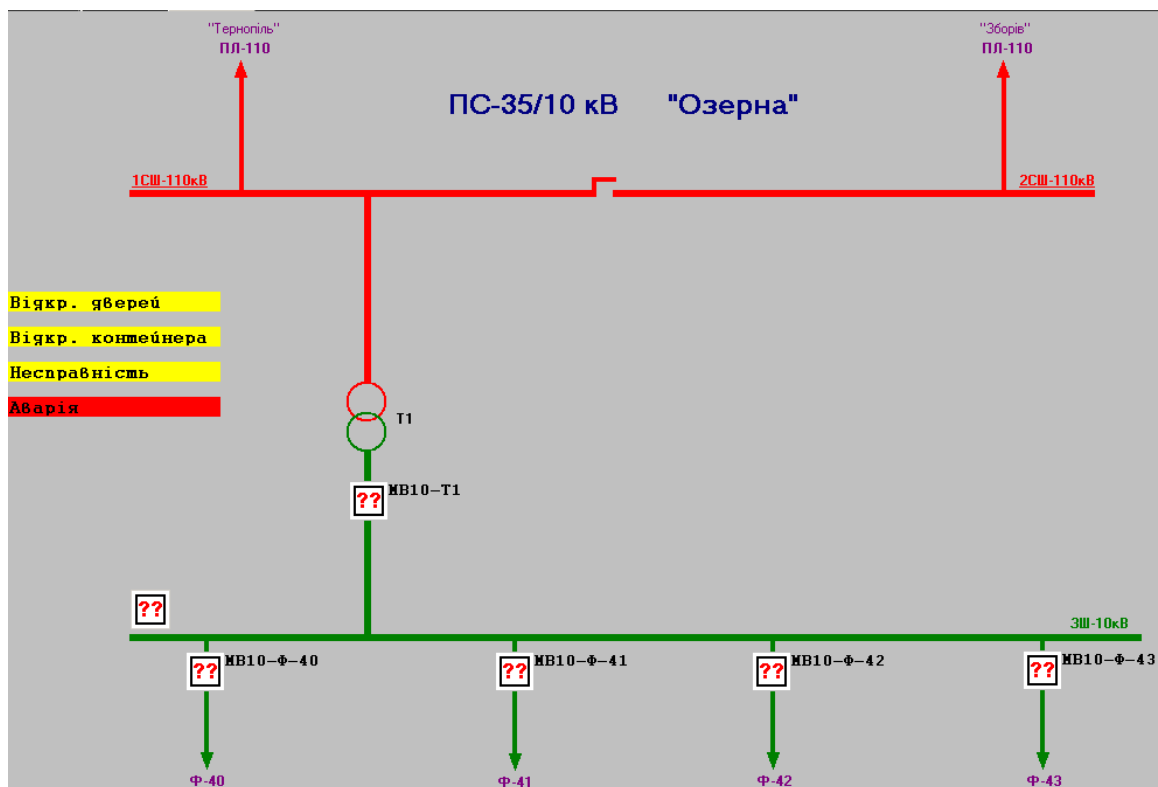 "Тернопіль"
ПЛ-110
"Зборів"
ПЛ-110
ПС-35/10 кВ "Озерна"
1СШ-110кВ
2СШ-110кВ
Відкр. дверей
Відкр. контейнера
Несправність
Аварія
Т1
??
МВ10-Т1
??
ЗШ-10кВ
??
МВ10-Ф-40
??
МВ10-Ф-41
??
МВ10-Ф-42
??
МВ10-Ф-43
Ф-40
Ф-41
Ф-42
Ф-43